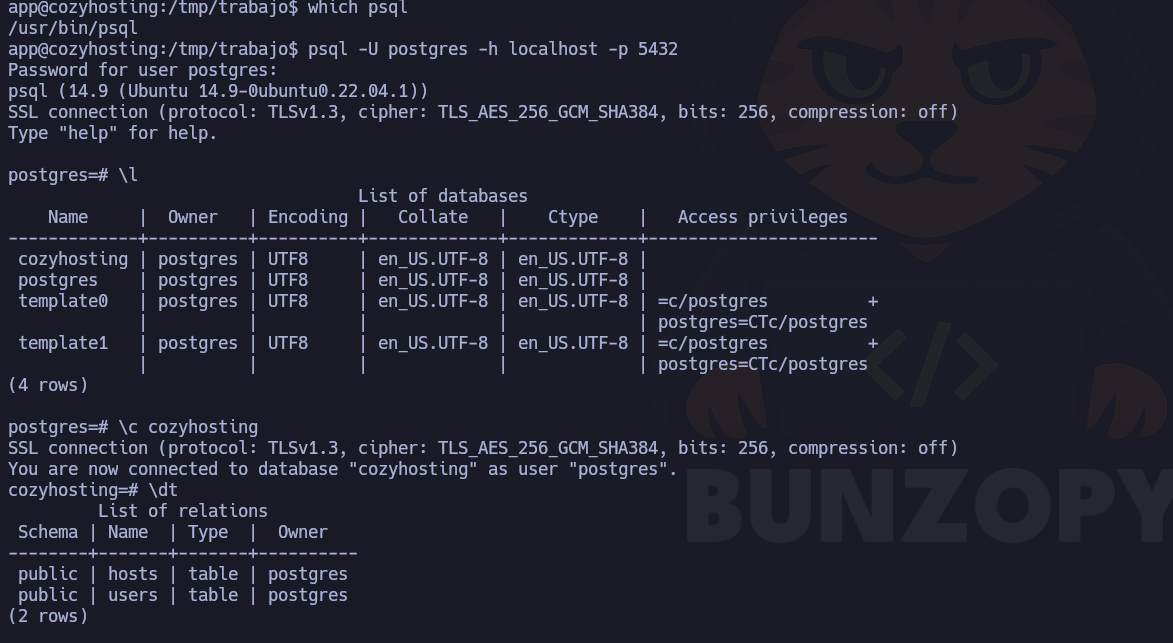 app@cozyhosting:/tmp/trabajo$ which psql
/usr/bin/psql
app@cozyhosting:/tmp/trabajo$ psql -U postgres -h localhost -p 5432
Password for user postgres:
psql (14.9 (Ubuntu 14.9-0ubuntu0.22.04.1))
SSL connection (protocol: TLSv1.3, cipher: TLS_AES_256_GCM_SHA384, bits: 256, compression: off)
Type "help" for help.

postgres=# \l
                                   List of databases
    Name     |  Owner   | Encoding |   Collate   |    Ctype    |   Access privileges
-------------+----------+----------+-------------+-------------+-----------------------
 cozyhosting | postgres | UTF8     | en_US.UTF-8 | en_US.UTF-8 |
 postgres    | postgres | UTF8     | en_US.UTF-8 | en_US.UTF-8 |
 template0   | postgres | UTF8     | en_US.UTF-8 | en_US.UTF-8 | =c/postgres          +
             |          |          |             |             | postgres=CTc/postgres
 template1   | postgres | UTF8     | en_US.UTF-8 | en_US.UTF-8 | =c/postgres          +
             |          |          |             |             | postgres=CTc/postgres
(4 rows)

postgres=# \c cozyhosting
SSL connection (protocol: TLSv1.3, cipher: TLS_AES_256_GCM_SHA384, bits: 256, compression: off)
You are now connected to database "cozyhosting" as user "postgres".
cozyhosting=# \dt
         List of relations
 Schema | Name  | Type  |  Owner
--------+-------+-------+----------
 public | hosts | table | postgres
 public | users | table | postgres
(2 rows)
</>
BUNZOPY